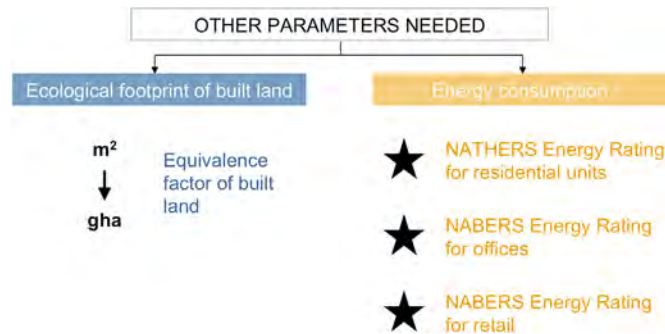 OTHER PARAMETERS NEEDED
Ecological footprint of built land
Energy consumption
m²
gha
Equivalence
factor of built
land
NATHERS Energy Rating
for residential units
NABERS Energy Rating
for offices
NABERS Energy Rating
for retail